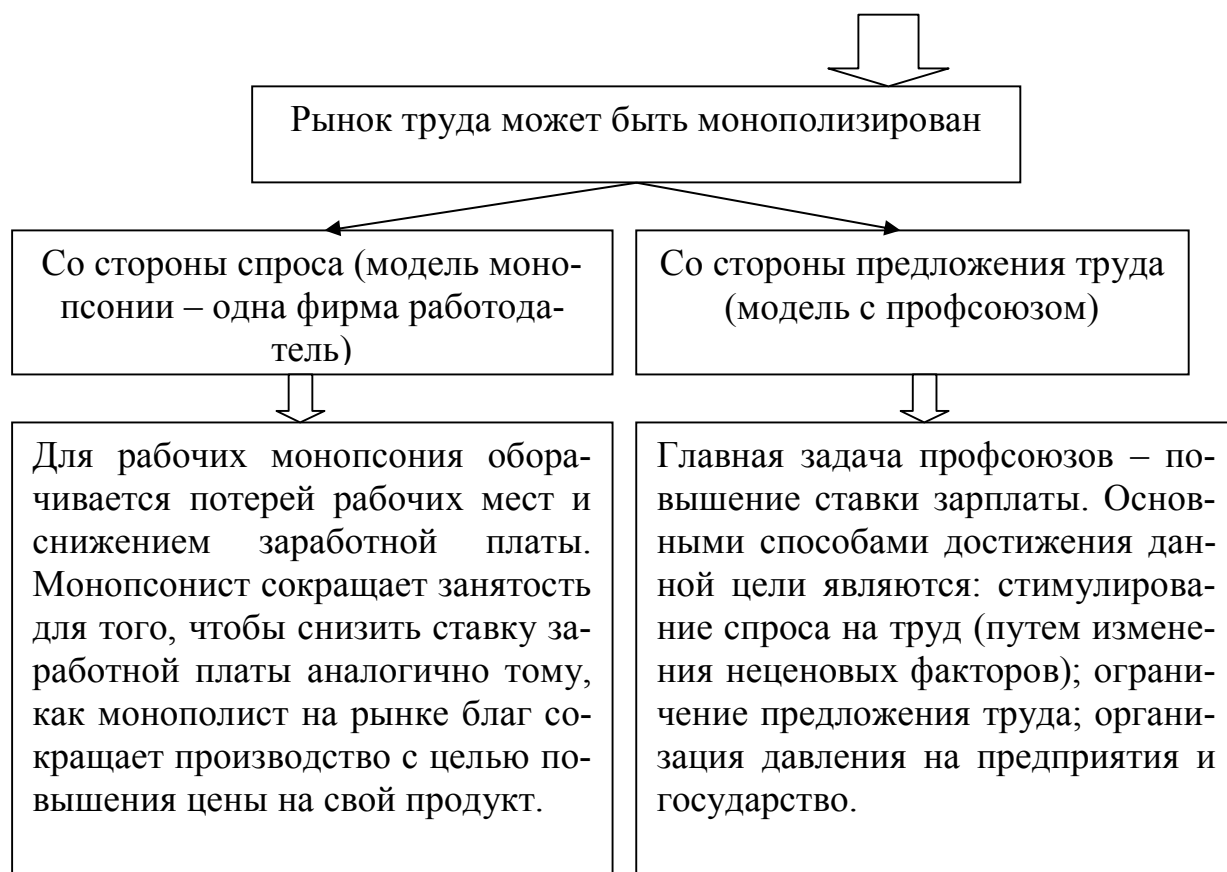 Рынок труда может быть монополизирован
Со стороны спроса (модель моно-
псонии – одна фирма работода-
тель)
Со стороны предложения труда
(модель с профсоюзом)
Для рабочих монопсония обора-
чивается потерей рабочих мест и
снижением заработной платы.
Монопсонист сокращает занятость
для того, чтобы снизить ставку за-
работной платы аналогично тому,
как монополист на рынке благ со-
кращает производство с целью по-
вышения цены на свой продукт.
Главная задача профсоюзов – по-
вышение ставки зарплаты. Основ-
ными способами достижения дан-
ной цели являются: стимулирова-
ние спроса на труд (путем измене-
ния неценовых факторов); ограни-
чение предложения труда; органи-
зация давления на предприятия и
государство.